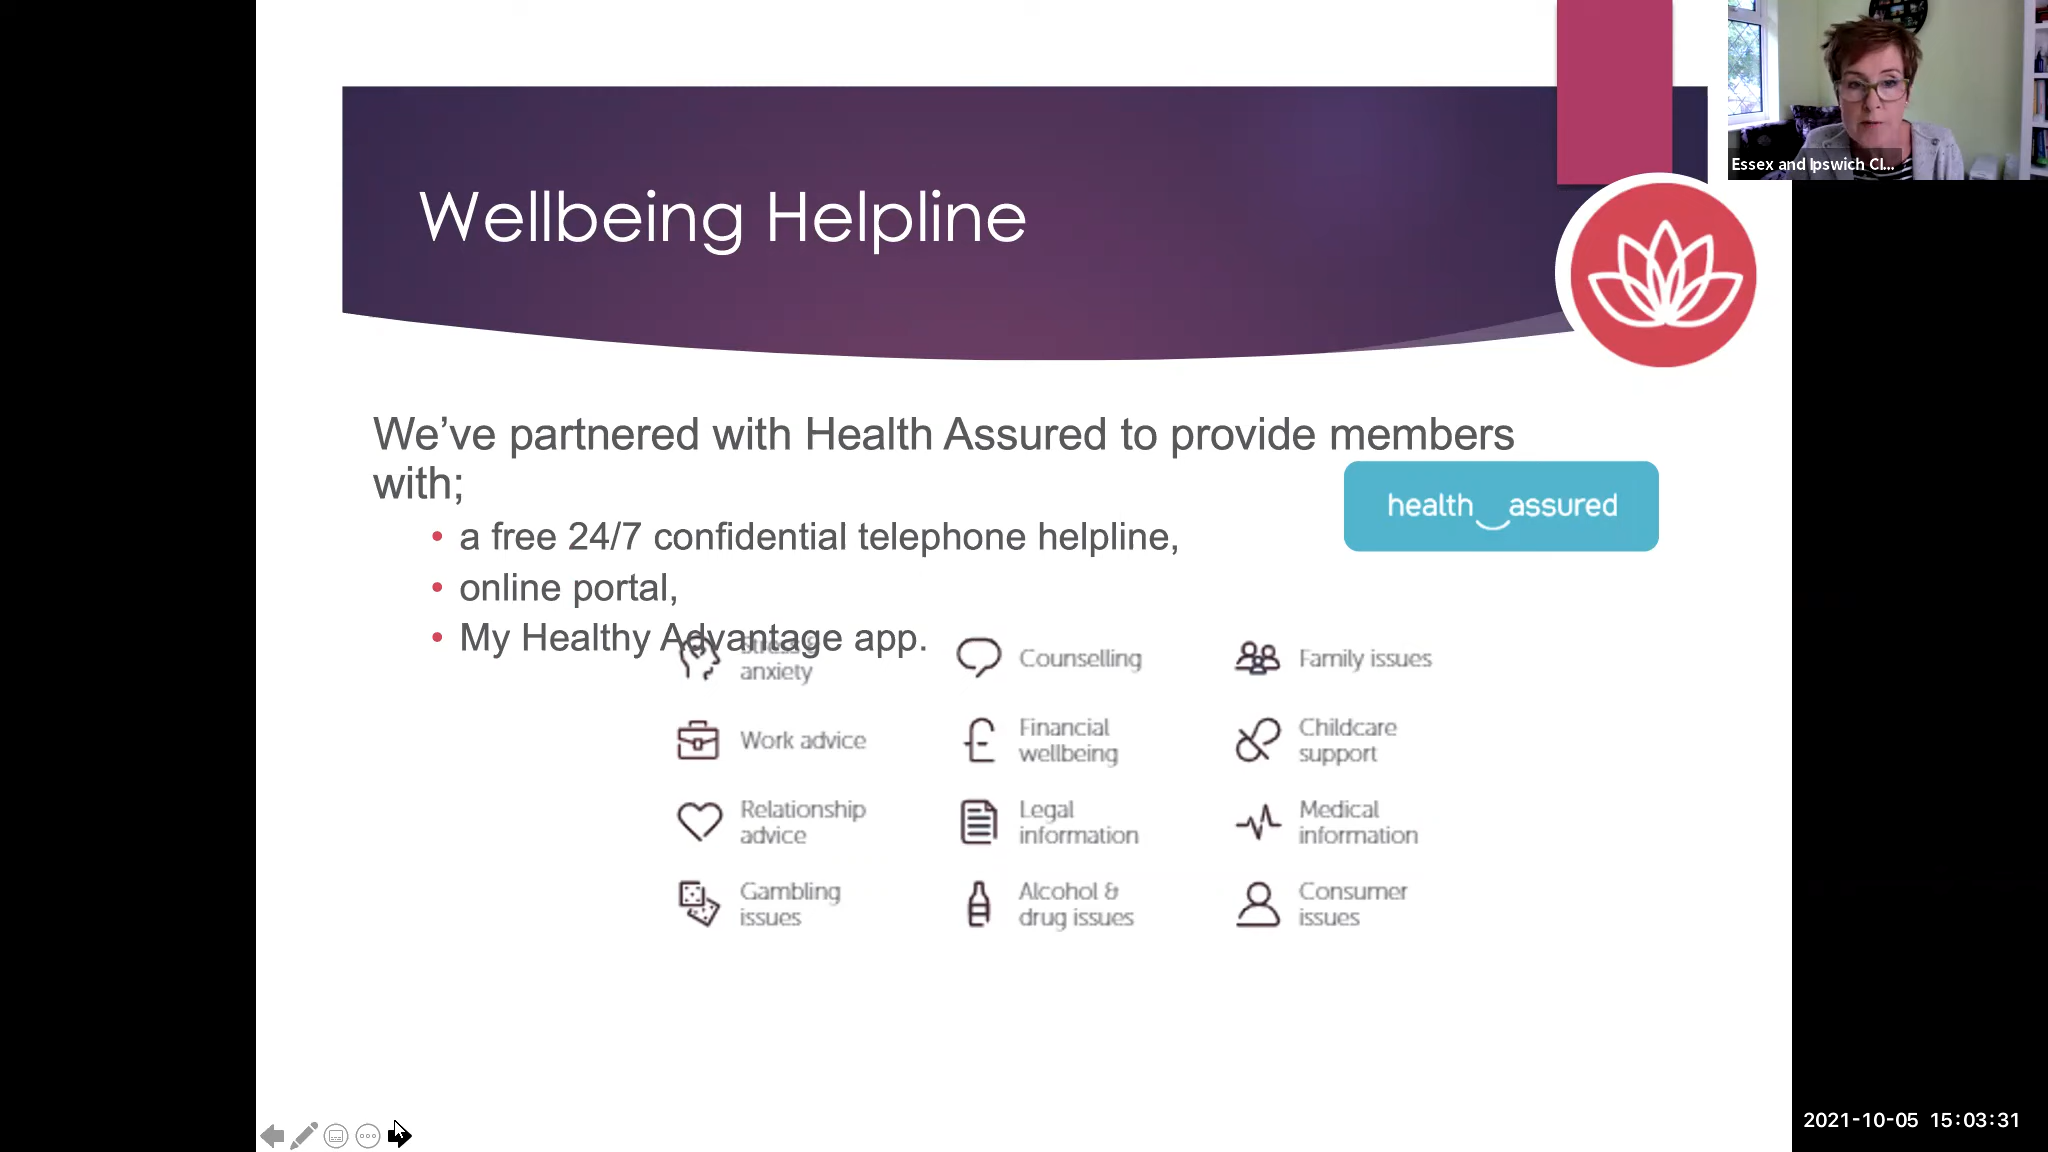 Wellbeing Helpline
Essex and Ipswich Cl...
We've partnered with Health Assured to provide members
with;
health assured
• a free 24/7 confidential telephone helpline,
• online portal,
• My Healthy Advantage app.
Stress &
anxiety
Counselling
Family issues
Work advice
Financial
wellbeing
Childcare
support
Relationship
advice
Legal
information
Medical
information
Gambling
issues
Alcohol &
drug issues
Consumer
issues
2021-10-05 15:03:31